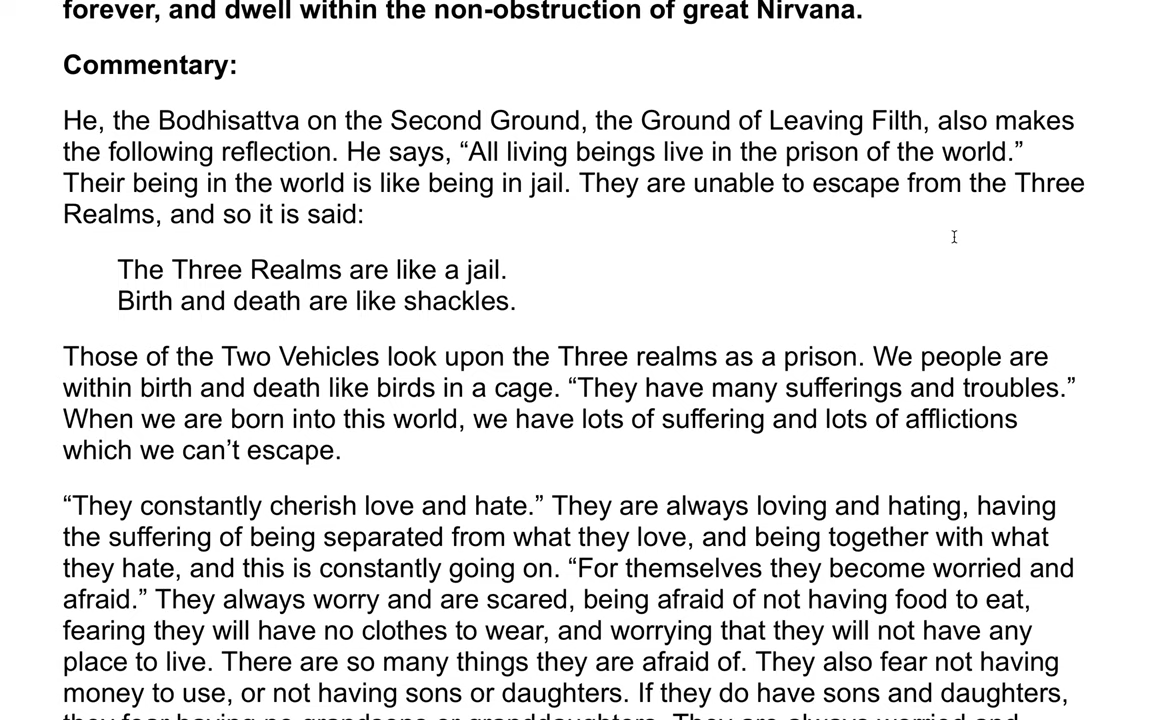 forever, and dwell within the non-obstruction of great Nirvana.
Commentary:
He, the Bodhisattva on the Second Ground, the Ground of Leaving Filth, also makes
the following reflection. He says, “All living beings live in the prison of the world.”
Their being in the world is like being in jail. They are unable to escape from the Three
Realms, and so it is said:
The Three Realms are like a jail.
Birth and death are like shackles.
Those of the Two Vehicles look upon the Three realms as a prison. We people are
within birth and death like birds in a cage. “They have many sufferings and troubles.”
When we are born into this world, we have lots of suffering and lots of afflictions
which we can’t escape.
“They constantly cherish love and hate.” They are always loving and hating, having
the suffering of being separated from what they love, and being together with what
they hate, and this is constantly going on. “For themselves they become worried and
afraid.” They always worry and are scared, being afraid of not having food to eat,
fearing they will have no clothes to wear, and worrying that they will not have any
place to live. There are so many things they are afraid of. They also fear not having
money to use, or not having sons or daughters. If they do have sons and daughters,
they fear having no grandsons or granddaughters. They are always worried and